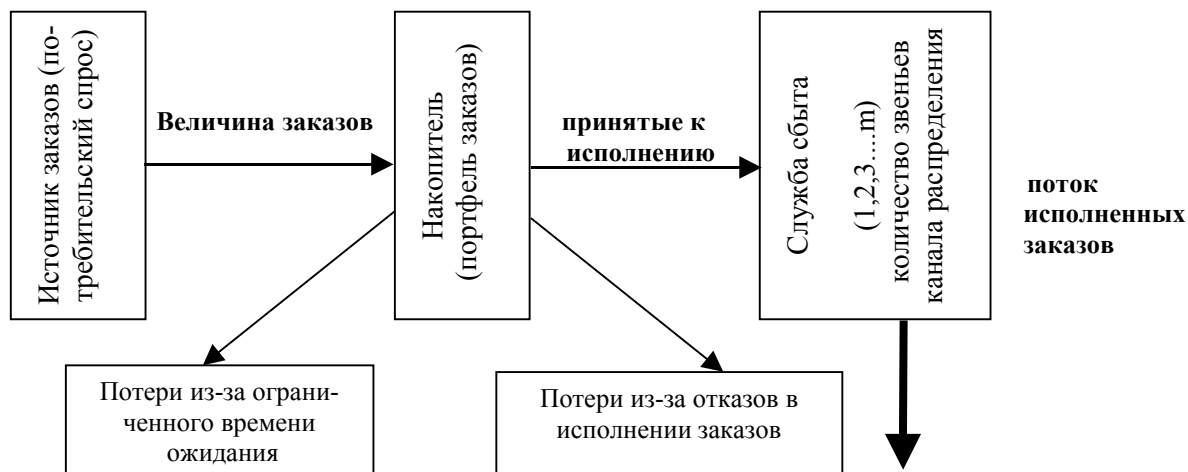 Источник заказов (по-
требительский спрос)
Величина заказов
Накопитель
(портфель заказов)
принятые к
исполнению
Служба сбыта
(1,2,3....m)
количество звеньев
канала распределения
поток
исполненных
заказов
Потери из-за ограни-
ченного времени
ожидания
Потери из-за отказов в
исполнении заказов